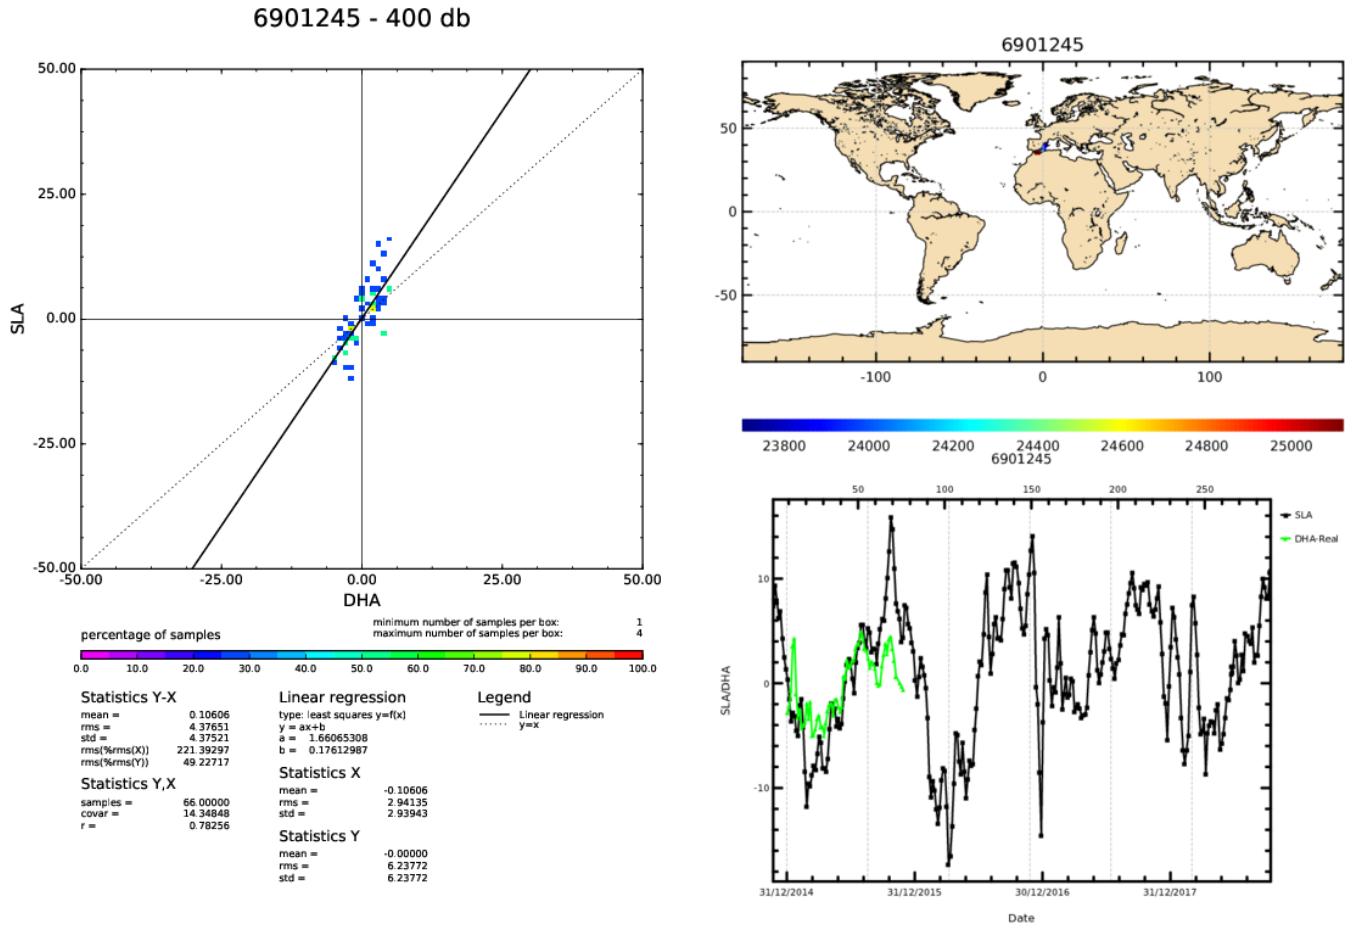 6901245 - 400 db
50.00
25.00
0.00
-25.00
-50.00
SLA
-50.00 -25.00 0.00 25.00 50.00
DHA
minimum number of samples per box: 1
maximum number of samples per box: 4
percentage of samples
0.0 10.0 20.0 30.0 40.0 50.0 60.0 70.0 80.0 90.0 100.0
Statistics Y-X
mean = 0.10606
rms = 4.37651
std = 4.37521
rms(%rms(X)) 221.39297
rms(%rms(Y)) 49.22717
Statistics Y,X
samples = 66.00000
covar = 14.34848
r = 0.78256
Linear regression
type: least squares y=f(x)
y = ax+b
a = 1.66065308
b = 0.17612987
Statistics X
mean = -0.10606
rms = 2.94135
std = 2.93943
Statistics Y
mean = -0.00000
rms = 6.23772
std = 6.23772
Legend
Linear regression
y=x
6901245
50
0
-50
-100 0 100
23800 24000 24200 24400 24600 24800 25000
6901245
50 100 150 200 250
SLA
DHA-Real
10
0
-10
SLA/DHA
31/12/2014 31/12/2015 30/12/2016 31/12/2017
Date